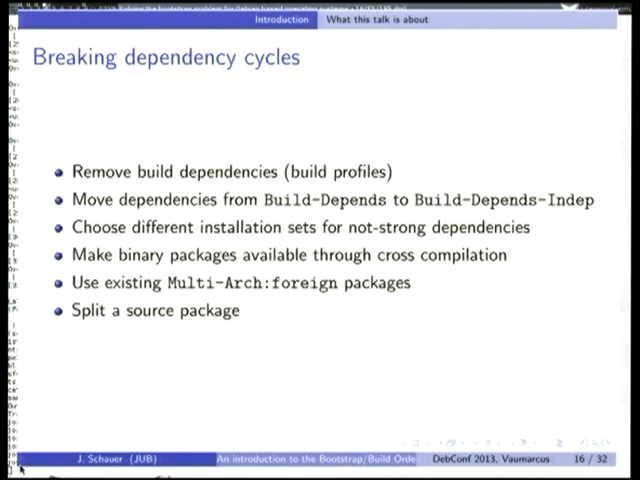 Introduction What this talk is about
Breaking dependency cycles
Remove build dependencies (build profiles)
Move dependencies from Build-Depends to Build-Depends-Indep
Choose different installation sets for not-strong dependencies
Make binary packages available through cross compilation
Use existing Multi-Arch:foreign packages
Split a source package
J. Schauer (JUB) An introduction to the Bootstrap/Build Orde DebConf 2013, Vaumarcus 16 / 32